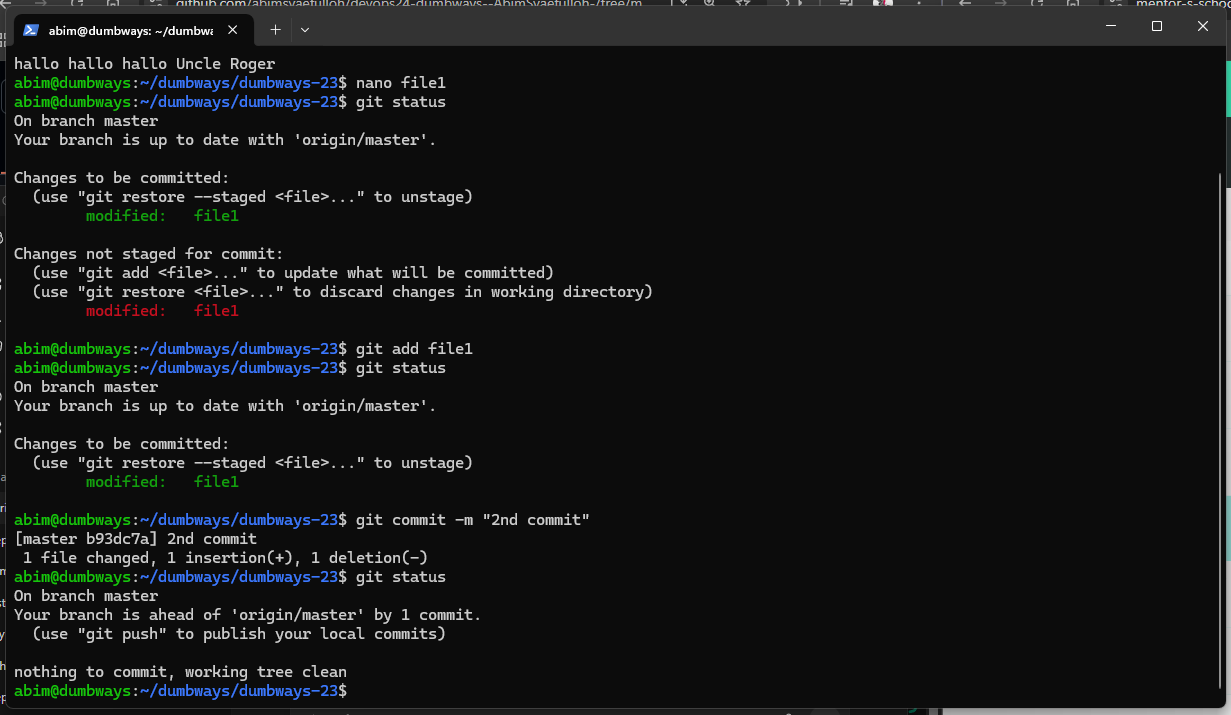 github.com/abimsyaefulloh/devops24-dumbways--AbimSyaefulloh-/tree/m
abim@dumbways: ~/dumbwa
hallo hallo hallo Uncle Roger
abim@dumbways:~/dumbways/dumbways-23$ nano file1
abim@dumbways:~/dumbways/dumbways-23$ git status
On branch master
Your branch is up to date with 'origin/master'.
Changes to be committed:
  (use "git restore --staged <file>..." to unstage)
        modified:   file1
Changes not staged for commit:
  (use "git add <file>..." to update what will be committed)
  (use "git restore <file>..." to discard changes in working directory)
        modified:   file1
abim@dumbways:~/dumbways/dumbways-23$ git add file1
abim@dumbways:~/dumbways/dumbways-23$ git status
On branch master
Your branch is up to date with 'origin/master'.
Changes to be committed:
  (use "git restore --staged <file>..." to unstage)
        modified:   file1
abim@dumbways:~/dumbways/dumbways-23$ git commit -m "2nd commit"
[master b93dc7a] 2nd commit
 1 file changed, 1 insertion(+), 1 deletion(-)
abim@dumbways:~/dumbways/dumbways-23$ git status
On branch master
Your branch is ahead of 'origin/master' by 1 commit.
  (use "git push" to publish your local commits)
nothing to commit, working tree clean
abim@dumbways:~/dumbways/dumbways-23$